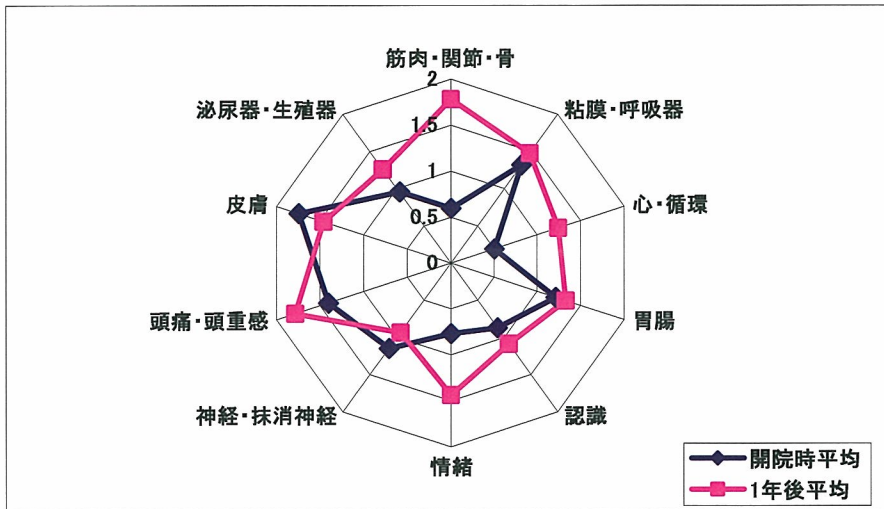 筋肉・関節・骨
2
泌尿器・生殖器
粘膜・呼吸器
1.5
1
皮膚
心・循環
0.5
0
頭痛・頭重感
胃腸
神経・抹消神経
認識
情緒
開院時平均
1年後平均